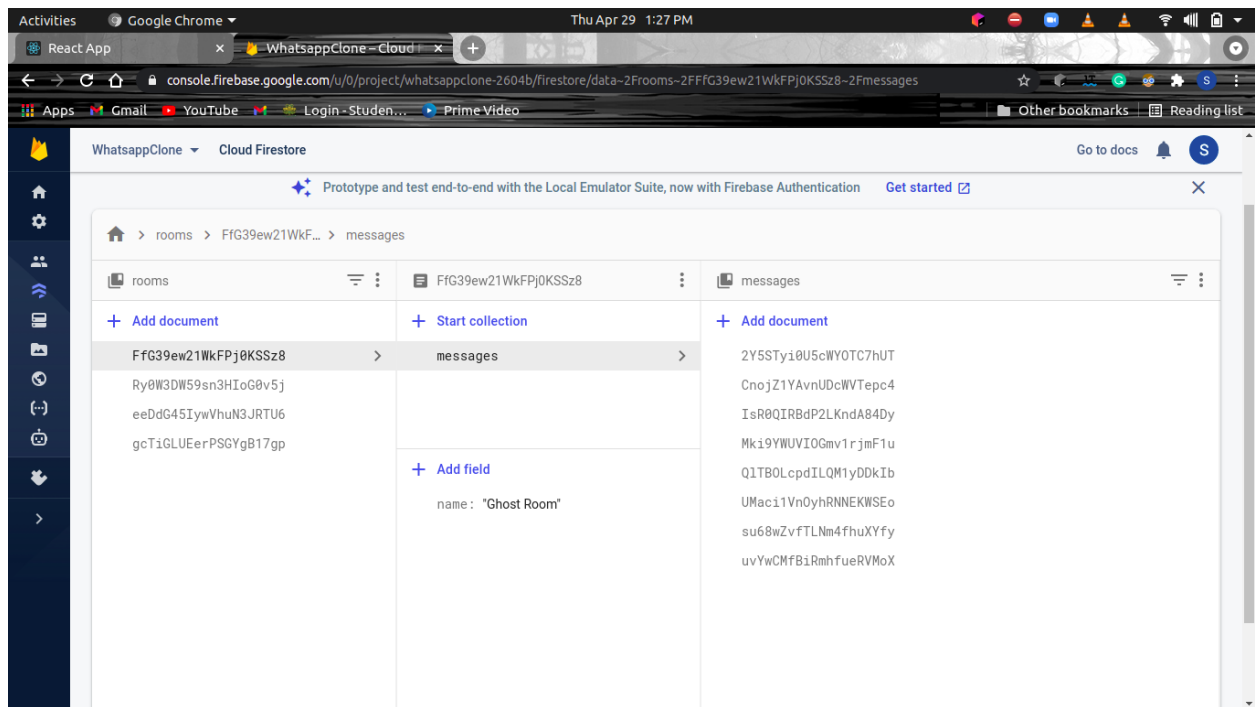 Activities Google Chrome Thu Apr 29 1:27 PM
React App WhatsappClone – Cloud F
console.firebase.google.com/u/0/project/whatsappclone-2604b/firestore/data~2Frooms~2FFfG39ew21WkFPj0KSSz8~2Fmessages
Apps Gmail YouTube Login - Studen... Prime Video Other bookmarks Reading list
WhatsappClone Cloud Firestore Go to docs S
Prototype and test end-to-end with the Local Emulator Suite, now with Firebase Authentication Get started
rooms > FfG39ew21WkF... > messages
rooms FfG39ew21WkFPj0KSSz8 messages
+ Add document + Start collection + Add document
FfG39ew21WkFPj0KSSz8 messages 2Y5STyi0U5cWYOTC7hUT
Ry0W3DW59sn3HIoG0v5j CnojZ1YAvnUDcWVTepc4
eeDdG45IywVhuN3JRTU6 IsR0QIRBdP2LKndA84Dy
gcTiGLUEerPSGYgB17gp Mki9YWUVIOGmv1rjmF1u
+ Add field QlTBOLcpdILQM1yDDkIb
name: "Ghost Room" UMaci1VnOyhRNNEKWSEo
su68wZvfTLNm4fhuXYfy
uvYwCMfBiRmhfueRVMoX